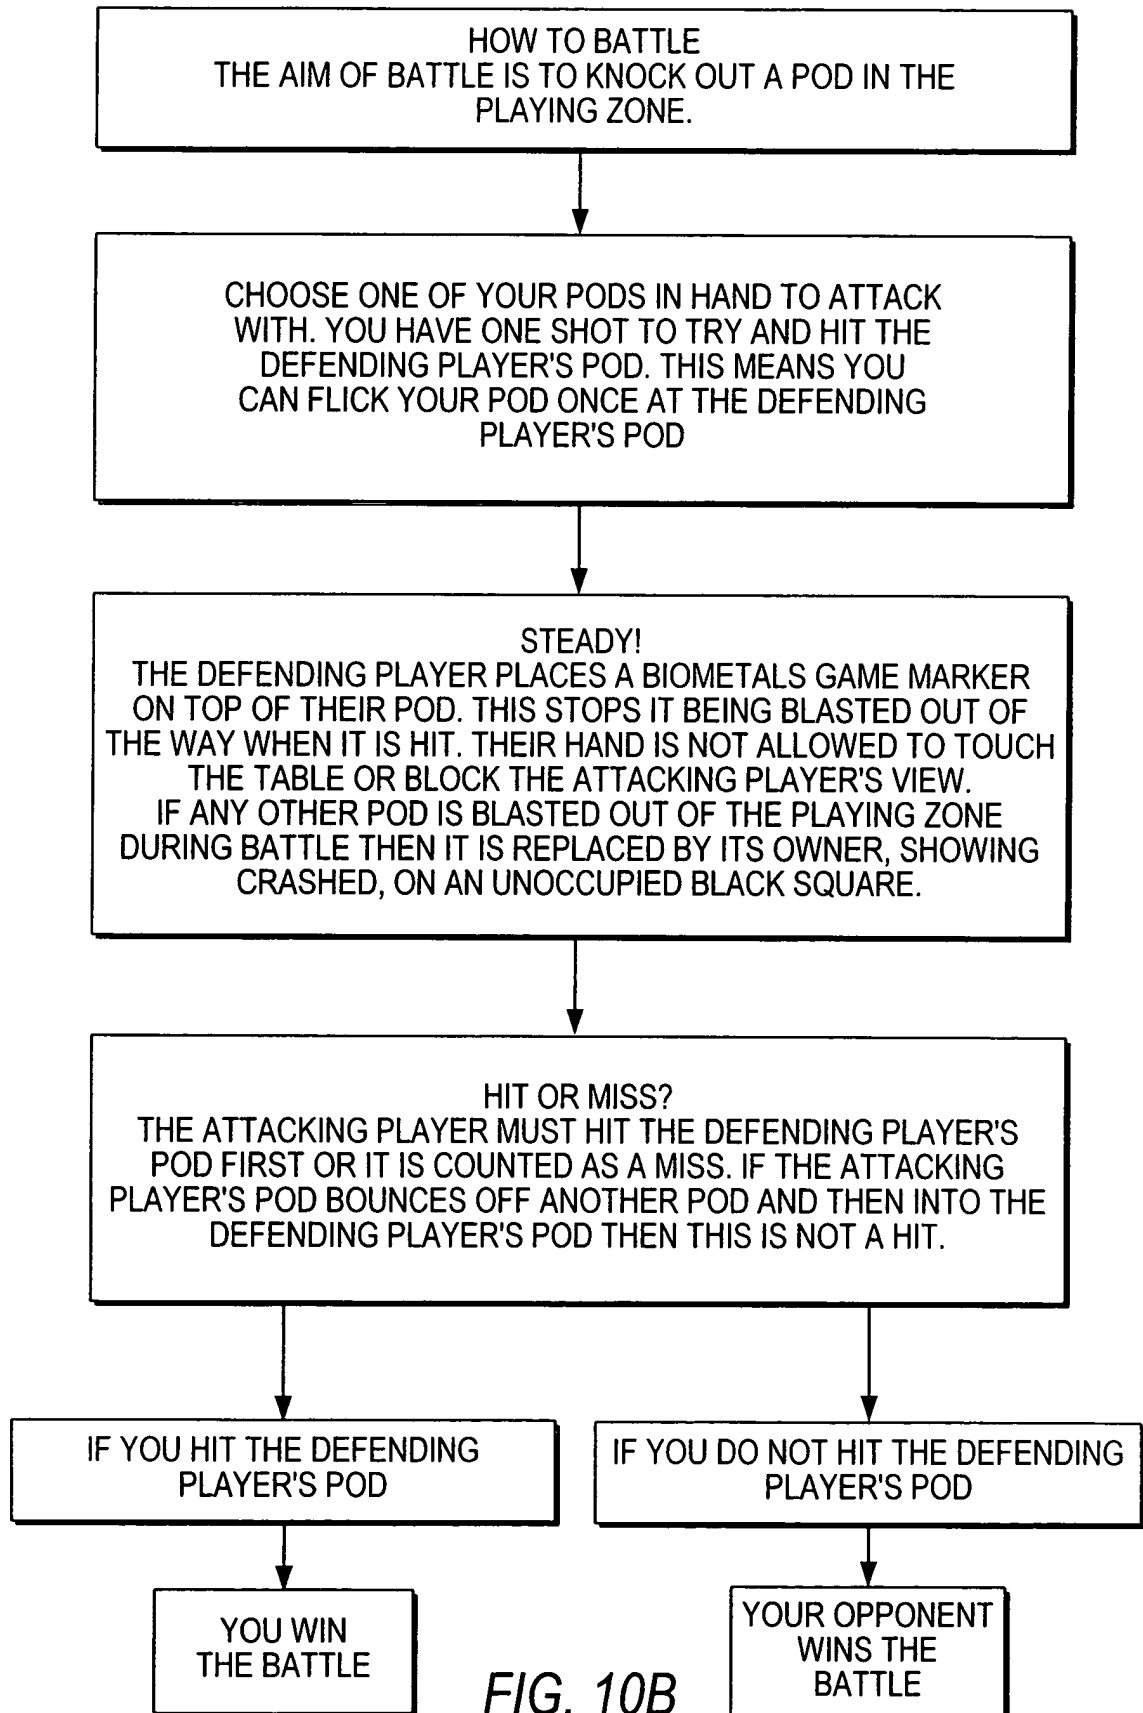 HOW TO BATTLE
THE AIM OF BATTLE IS TO KNOCK OUT A POD IN THE
PLAYING ZONE.
CHOOSE ONE OF YOUR PODS IN HAND TO ATTACK
WITH. YOU HAVE ONE SHOT TO TRY AND HIT THE
DEFENDING PLAYER'S POD. THIS MEANS YOU
CAN FLICK YOUR POD ONCE AT THE DEFENDING
PLAYER'S POD
STEADY!
THE DEFENDING PLAYER PLACES A BIOMETALS GAME MARKER
ON TOP OF THEIR POD. THIS STOPS IT BEING BLASTED OUT OF
THE WAY WHEN IT IS HIT. THEIR HAND IS NOT ALLOWED TO TOUCH
THE TABLE OR BLOCK THE ATTACKING PLAYER'S VIEW.
IF ANY OTHER POD IS BLASTED OUT OF THE PLAYING ZONE
DURING BATTLE THEN IT IS REPLACED BY ITS OWNER, SHOWING
CRASHED, ON AN UNOCCUPIED BLACK SQUARE.
HIT OR MISS?
THE ATTACKING PLAYER MUST HIT THE DEFENDING PLAYER'S
POD FIRST OR IT IS COUNTED AS A MISS. IF THE ATTACKING
PLAYER'S POD BOUNCES OFF ANOTHER POD AND THEN INTO THE
DEFENDING PLAYER'S POD THEN THIS IS NOT A HIT.
IF YOU HIT THE DEFENDING
PLAYER'S POD
IF YOU DO NOT HIT THE DEFENDING
PLAYER'S POD
YOU WIN
THE BATTLE
YOUR OPPONENT
WINS THE
BATTLE
FIG. 10B